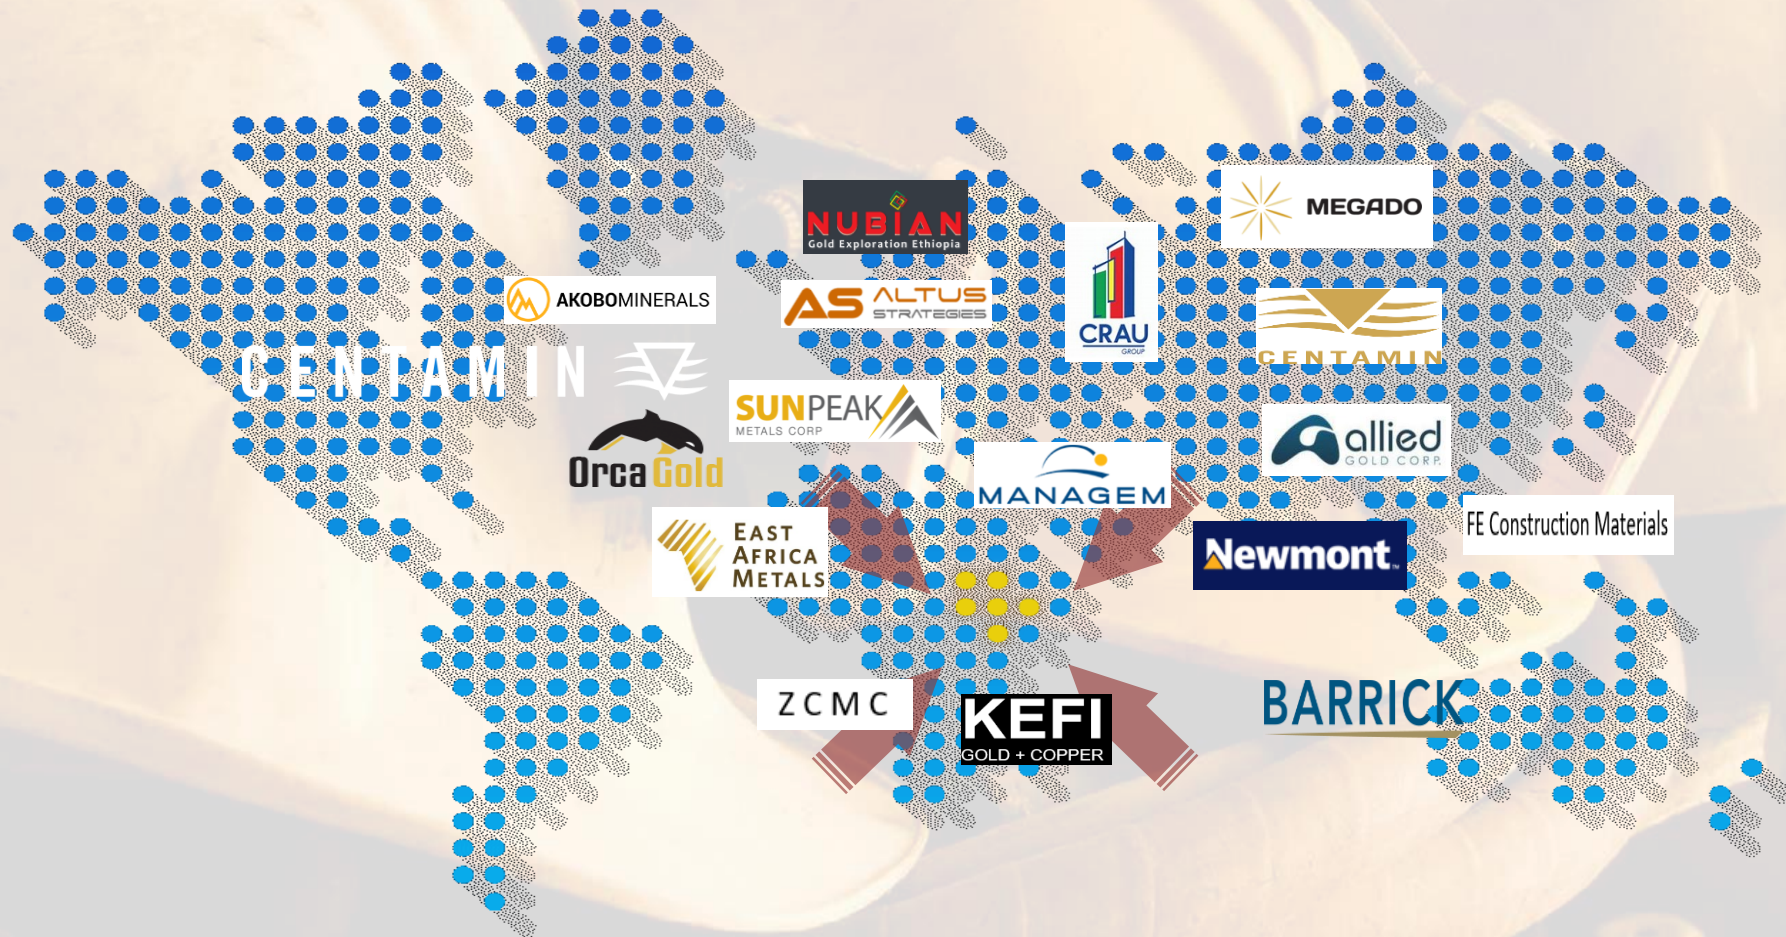 NUBIAN
Gold Exploration Ethiopia
MEGADO
AKOBOMINERALS
AS ALTUS
STRATEGIES
CRAU
GROUP
CENTAMIN
CENTAMIN
SUNPEAK
METALS CORP
OrcaGold
allied
GOLD CORP.
MANAGEM
EAST
AFRICA
METALS
FE Construction Materials
Newmont™
ZCMC
KEFI
GOLD + COPPER
BARRICK